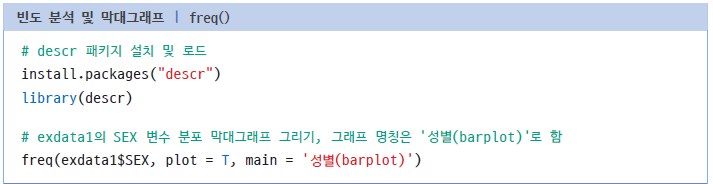 빈도 분석 및 막대그래프 | freq()
# descr 패키지 설치 및 로드
install.packages("descr")
library(descr)
# exdata1의 SEX 변수 분포 막대그래프 그리기, 그래프 명칭은 '성별(barplot)'로 함
freq(exdata1$SEX, plot = T, main = '성별(barplot)')